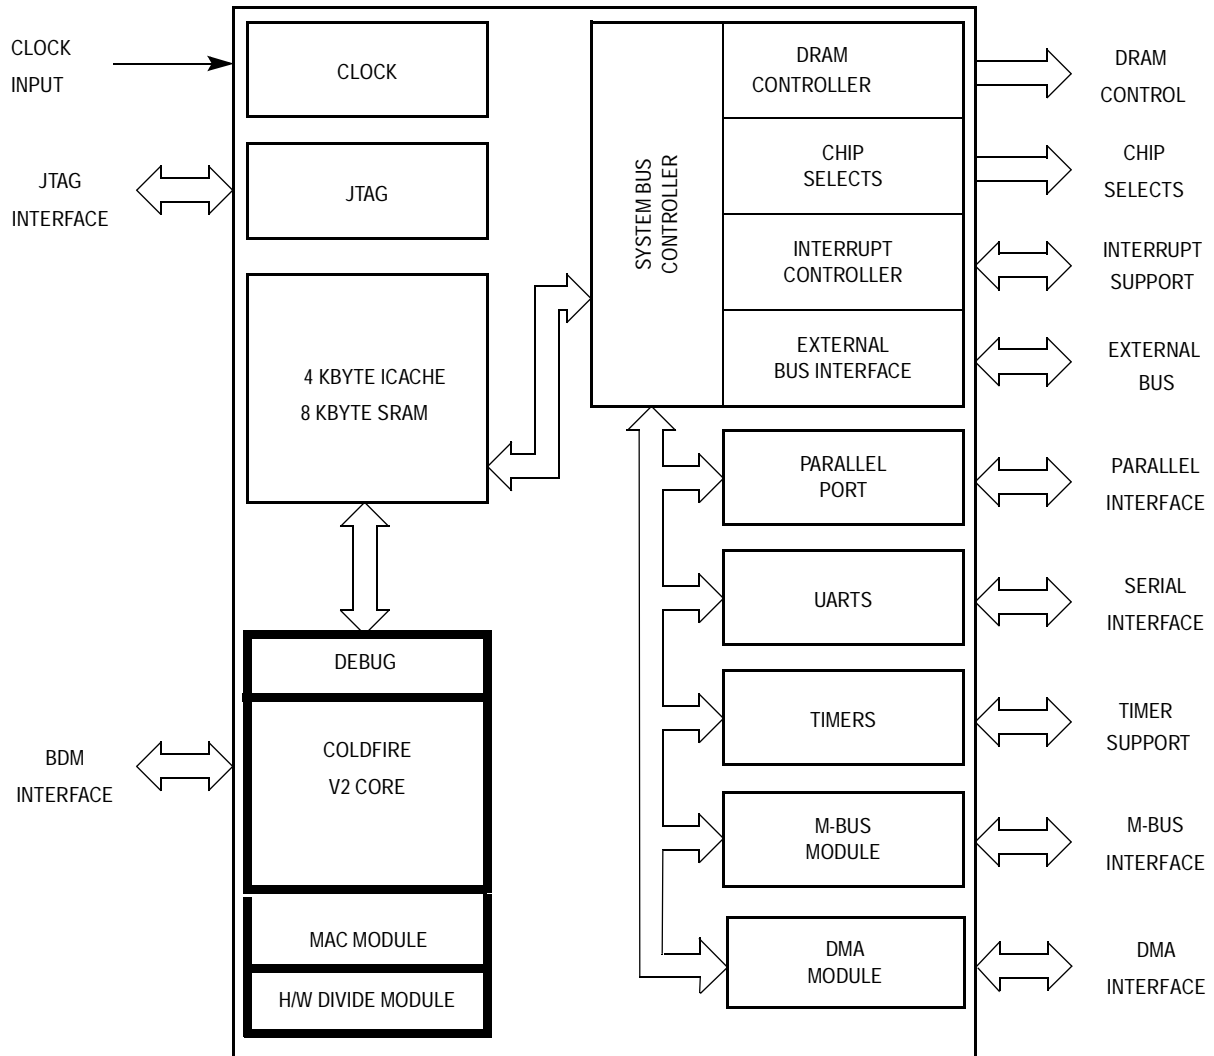 CLOCK
INPUT
CLOCK
JTAG
INTERFACE
JTAG
4 KBYTE ICACHE
8 KBYTE SRAM
DEBUG
COLDFIRE
V2 CORE
BDM
INTERFACE
MAC MODULE
H/W DIVIDE MODULE
SYSTEM BUS
CONTROLLER
DRAM
CONTROLLER
DRAM
CONTROL
CHIP
SELECTS
CHIP
SELECTS
INTERRUPT
CONTROLLER
INTERRUPT
SUPPORT
EXTERNAL
BUS INTERFACE
EXTERNAL
BUS
PARALLEL
PORT
PARALLEL
INTERFACE
UARTS
SERIAL
INTERFACE
TIMERS
TIMER
SUPPORT
M-BUS
MODULE
M-BUS
INTERFACE
DMA
MODULE
DMA
INTERFACE